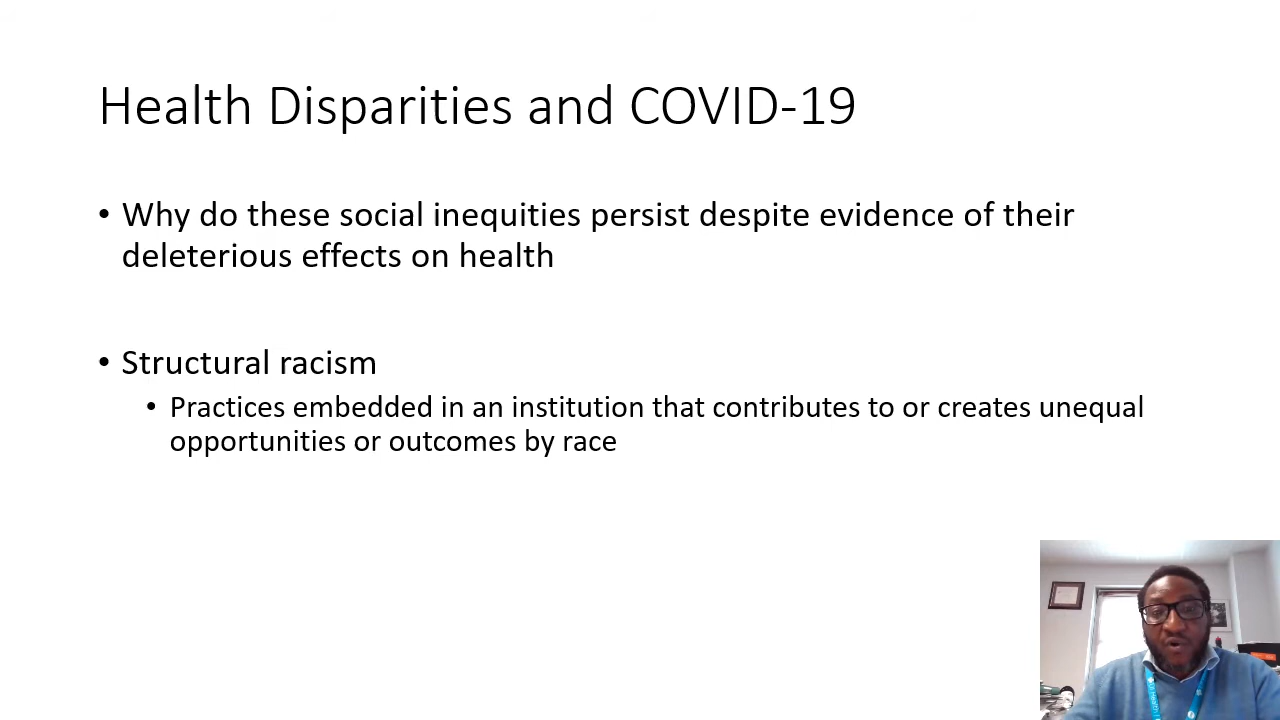 Health Disparities and COVID-19
• Why do these social inequities persist despite evidence of their
deleterious effects on health
• Structural racism
• Practices embedded in an institution that contributes to or creates unequal
opportunities or outcomes by race
Health